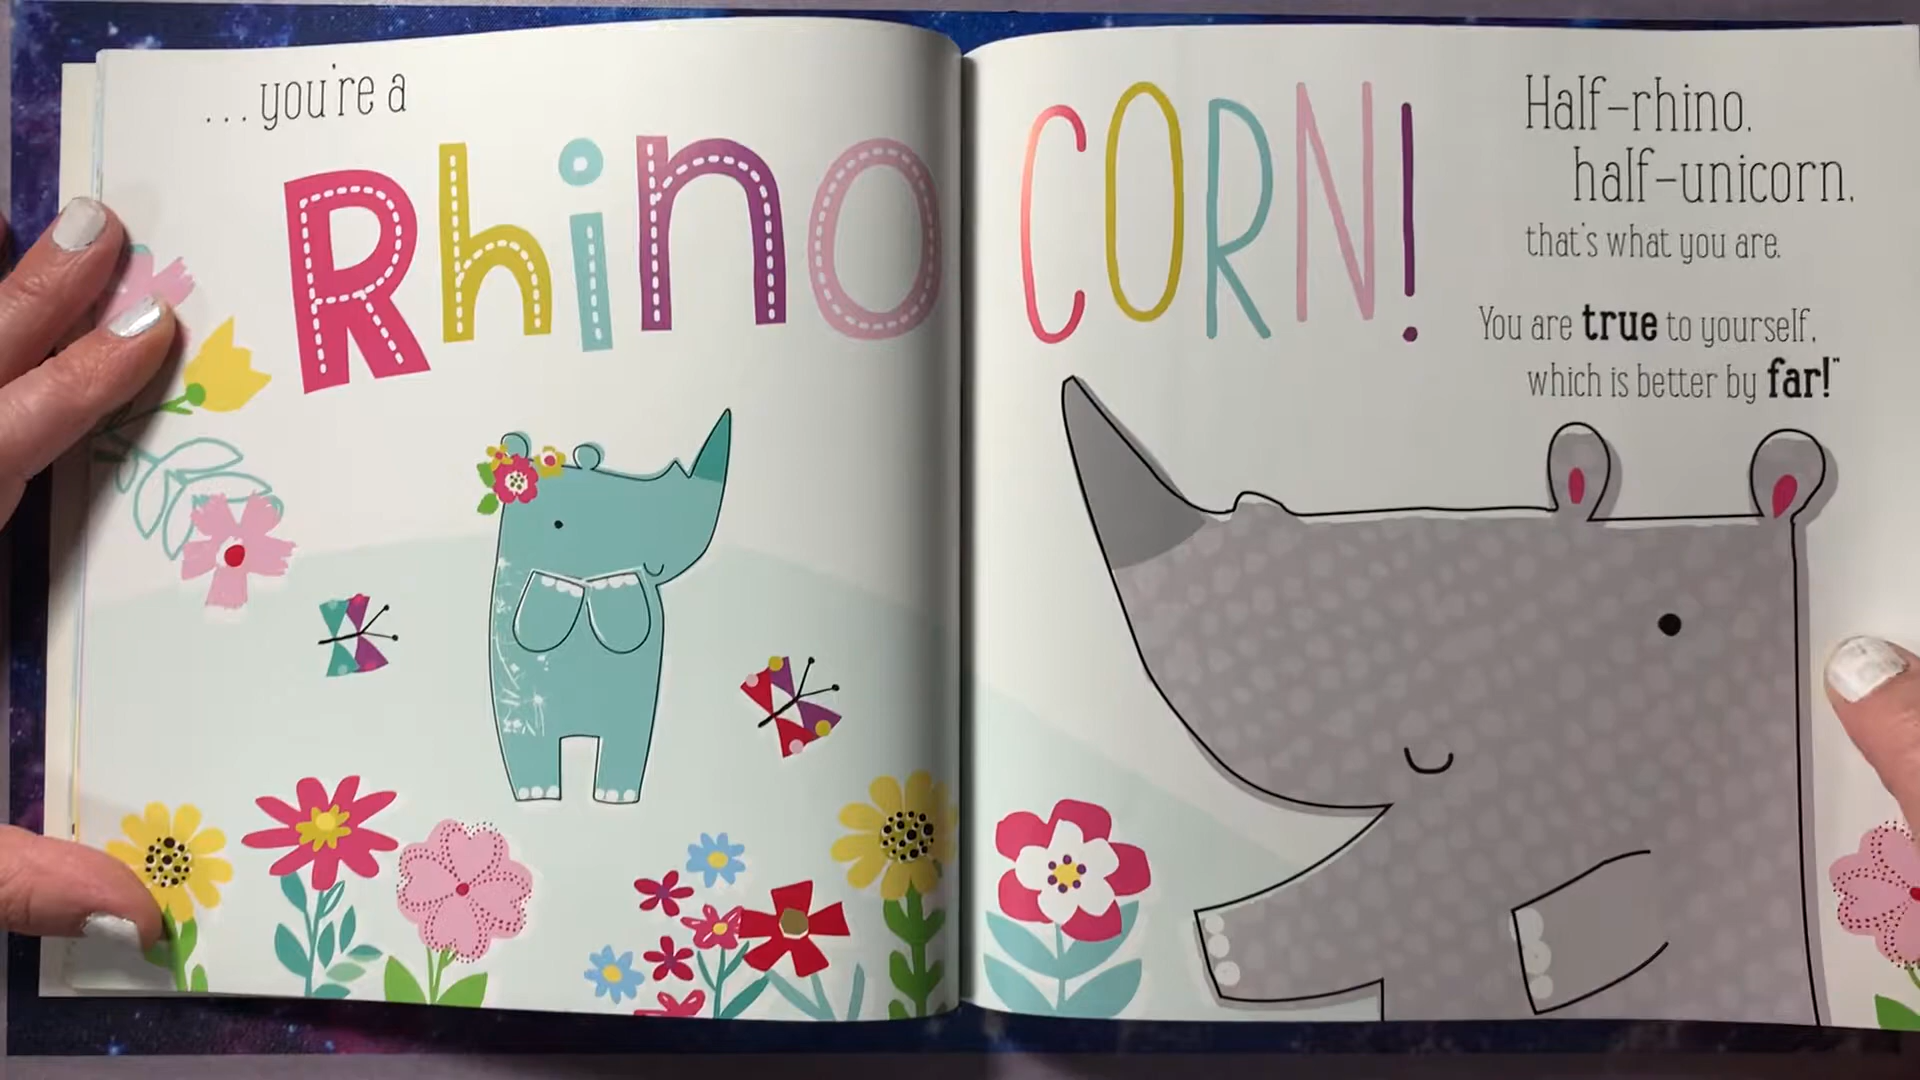 ...you're a
Rhino
CORN!
Half-rhino,
half-unicorn,
that's what you are.
You are true to yourself,
which is better by far!"